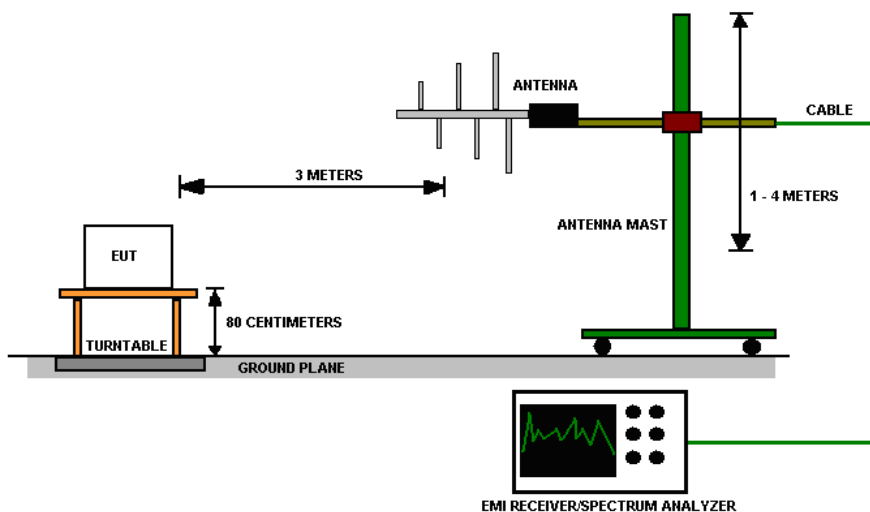 ANTENNA
CABLE
3 METERS
1 - 4 METERS
ANTENNA MAST
EUT
80 CENTIMETERS
TURNTABLE
GROUND PLANE
EMI RECEIVER/SPECTRUM ANALYZER